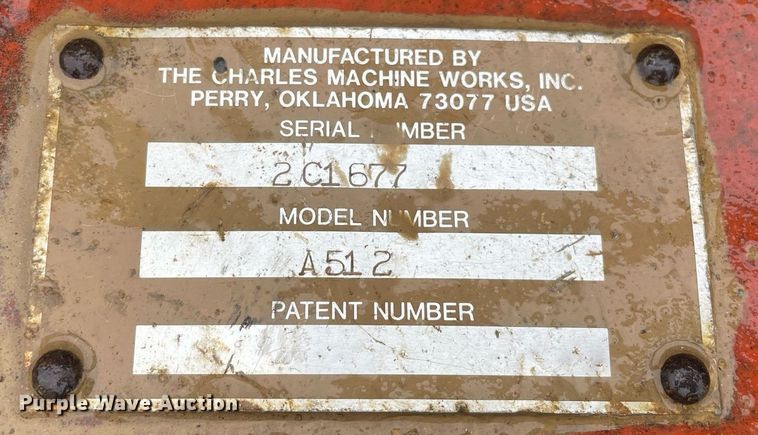 MANUFACTURED BY
THE CHARLES MACHINE WORKS, INC.
PERRY, OKLAHOMA 73077 USA
SERIAL NUMBER
2C1677
MODEL NUMBER
A512
PATENT NUMBER
Purple Wave Auction